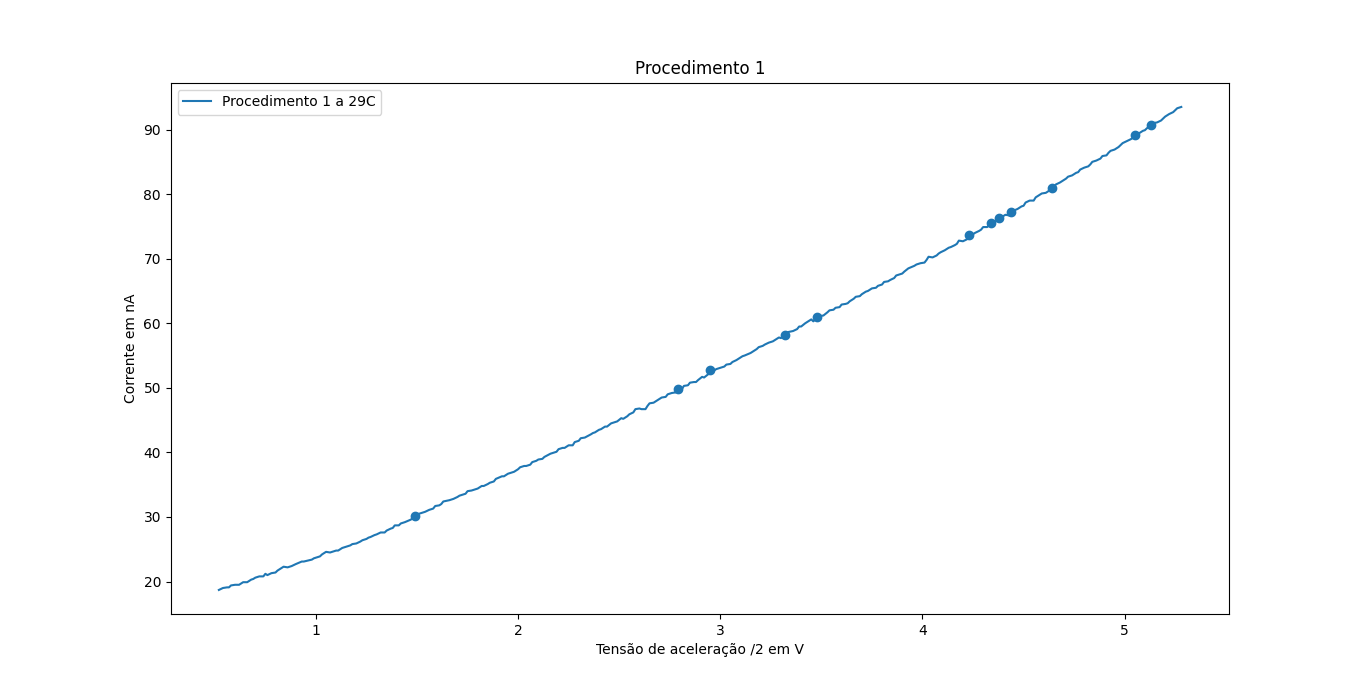 Procedimento 1
Procedimento 1 a 29C
90
80
70
60
50
40
30
20
Corrente em nA
1 2 3 4 5
Tensão de aceleração /2 em V